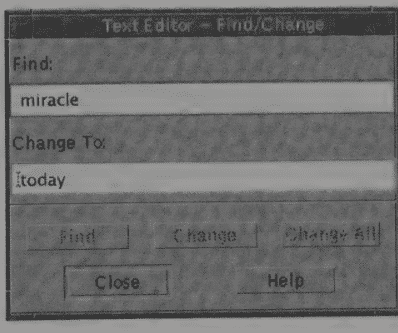 Text Editor - Find/Change
Find:
miracle
Change To:
today
Find Change Change All
Close Help